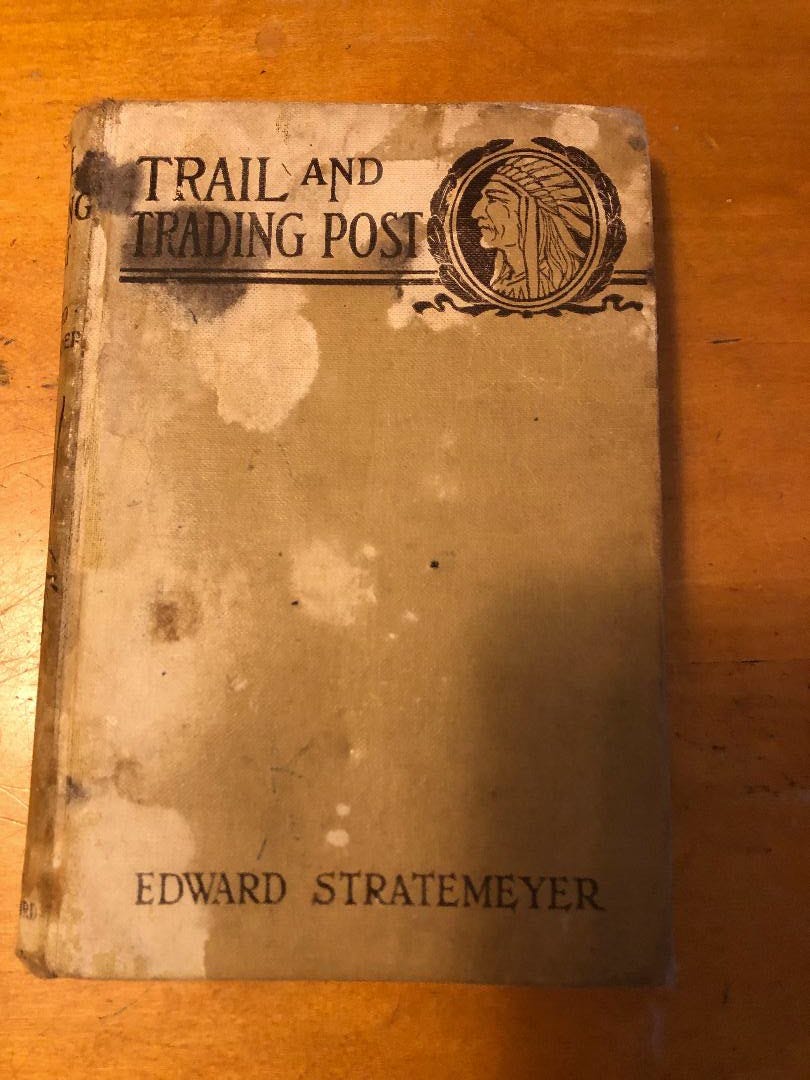 TRAIL AND
TRADING POST
EDWARD STRATEMEYER